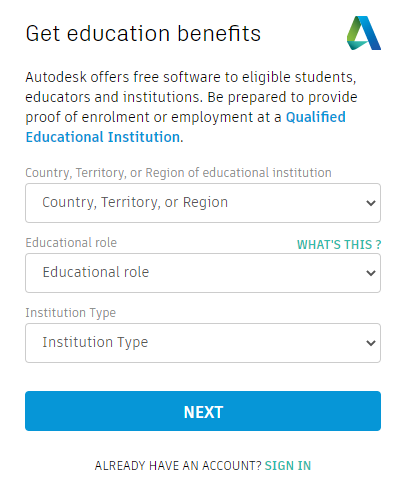 Get education benefits
Autodesk offers free software to eligible students,
educators and institutions. Be prepared to provide
proof of enrolment or employment at a Qualified
Educational Institution.
Country, Territory, or Region of educational institution
Country, Territory, or Region
Educational role
WHAT'S THIS ?
Educational role
Institution Type
Institution Type
NEXT
ALREADY HAVE AN ACCOUNT? SIGN IN